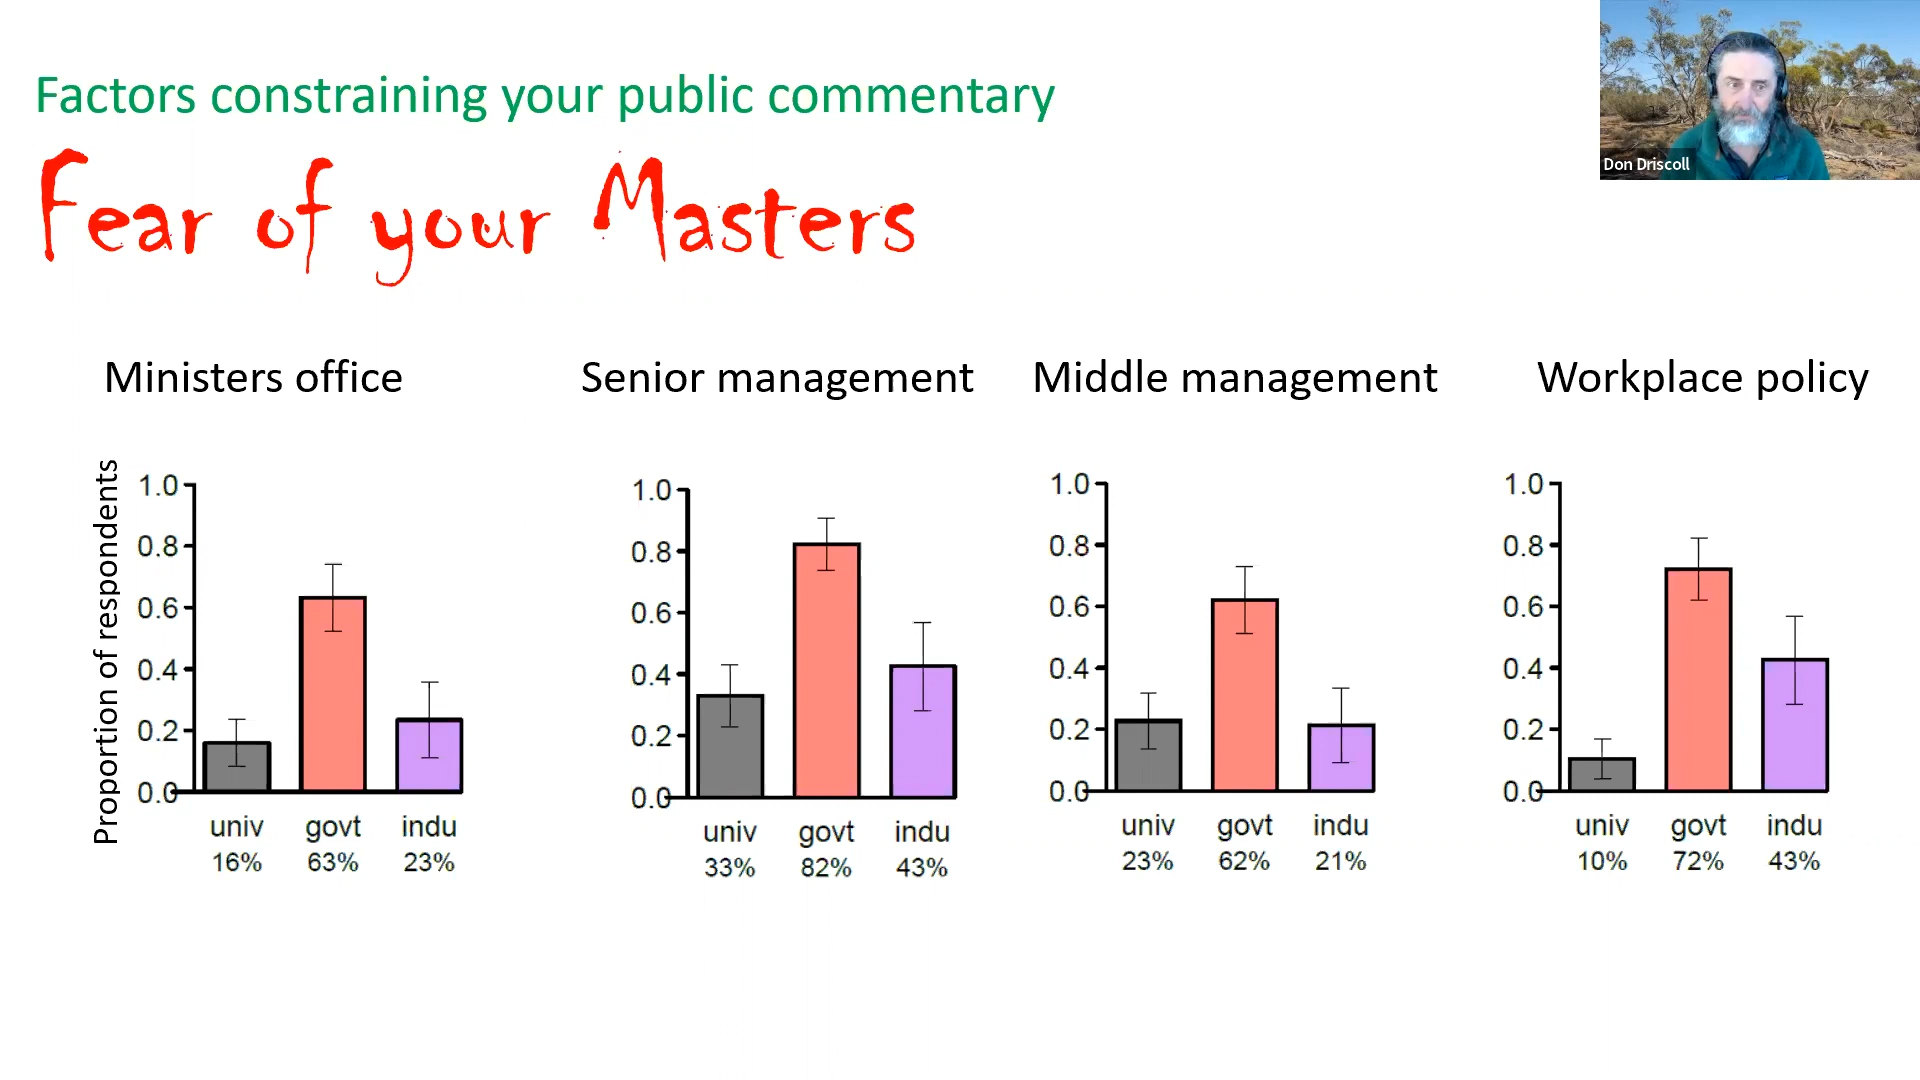 Factors constraining your public commentary
Fear of your Masters
Don Driscoll
Ministers office
Senior management
Middle management
Workplace policy
Proportion of respondents
1.0
0.8
0.6
0.4
0.2
0.0
univ govt indu
16% 63% 23%
1.0
0.8
0.6
0.4
0.2
0.0
univ govt indu
33% 82% 43%
1.0
0.8
0.6
0.4
0.2
0.0
univ govt indu
23% 62% 21%
1.0
0.8
0.6
0.4
0.2
0.0
univ govt indu
10% 72% 43%